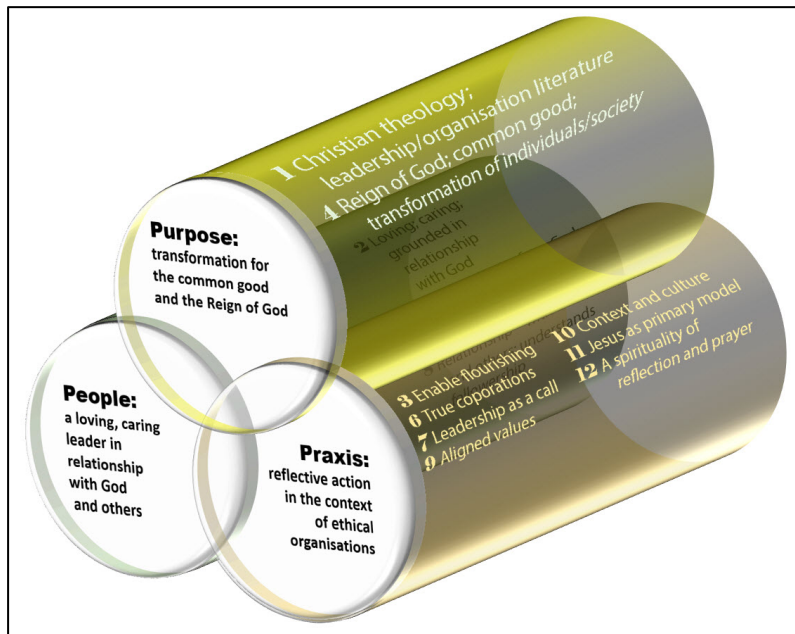 1 Christian theology;
leadership/organisation literature
4 Reign of God; common good;
transformation of individuals/society
Purpose:
transformation for
the common good
and the Reign of God
2 Loving; caring;
grounded in
relationship
with God
People:
a loving, caring
leader in
relationship
with God
and others
Praxis:
reflective action
in the context
of ethical
organisations
3 Enable flourishing
6 True coporations
7 Leadership as a call
9 Aligned values
10 Context and culture
11 Jesus as primary model
12 A spirituality of
reflection and prayer